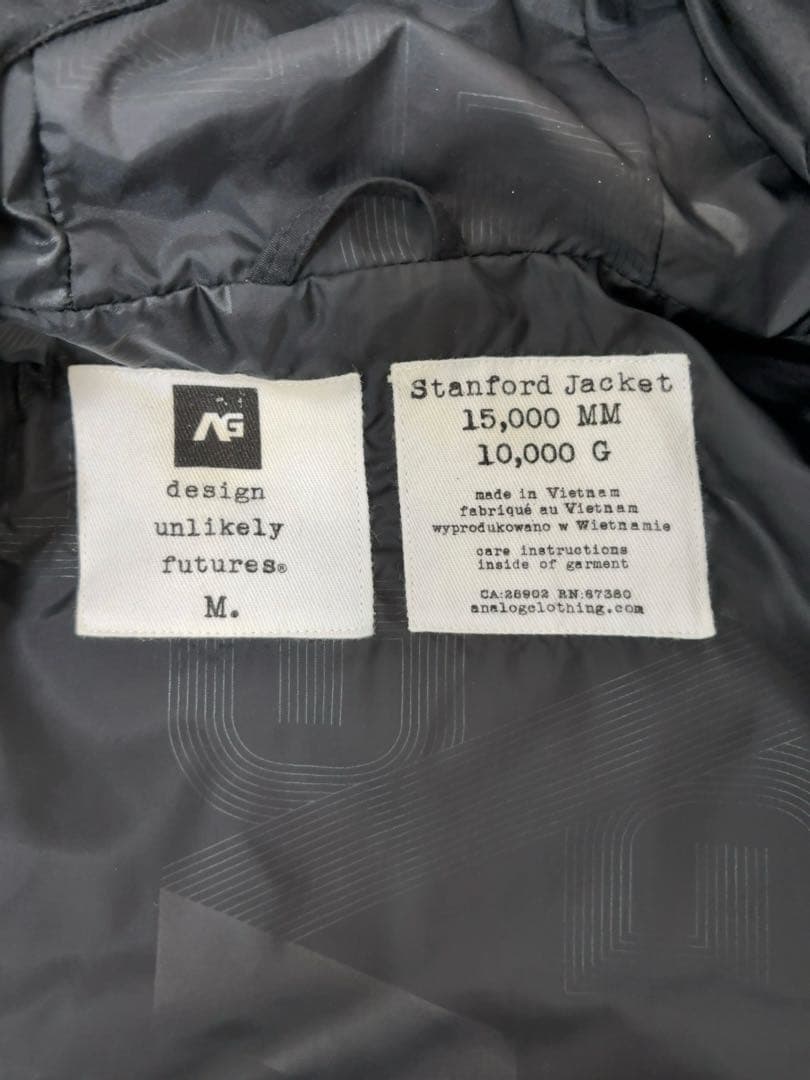 AG
design
unlikely
futures®
M.
Stanford Jacket
15,000 MM
10,000 G
made in Vietnam
fabriqué au Vietnam
wyprodukowano w Wietnamie
care instructions
inside of garment
CA:28902 RN:87380
analogclothing.com